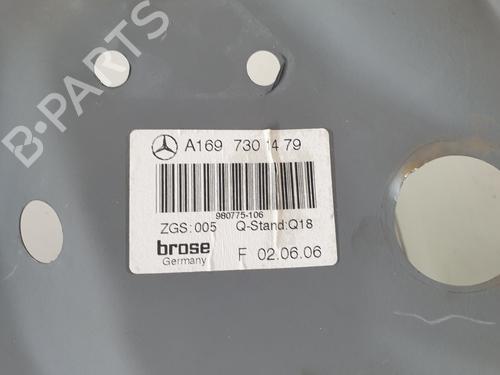 B-PARTS
A169 730 14 79
980775-106
ZGS:005 Q-Stand:Q18
brose
Germany
F 02.06.06